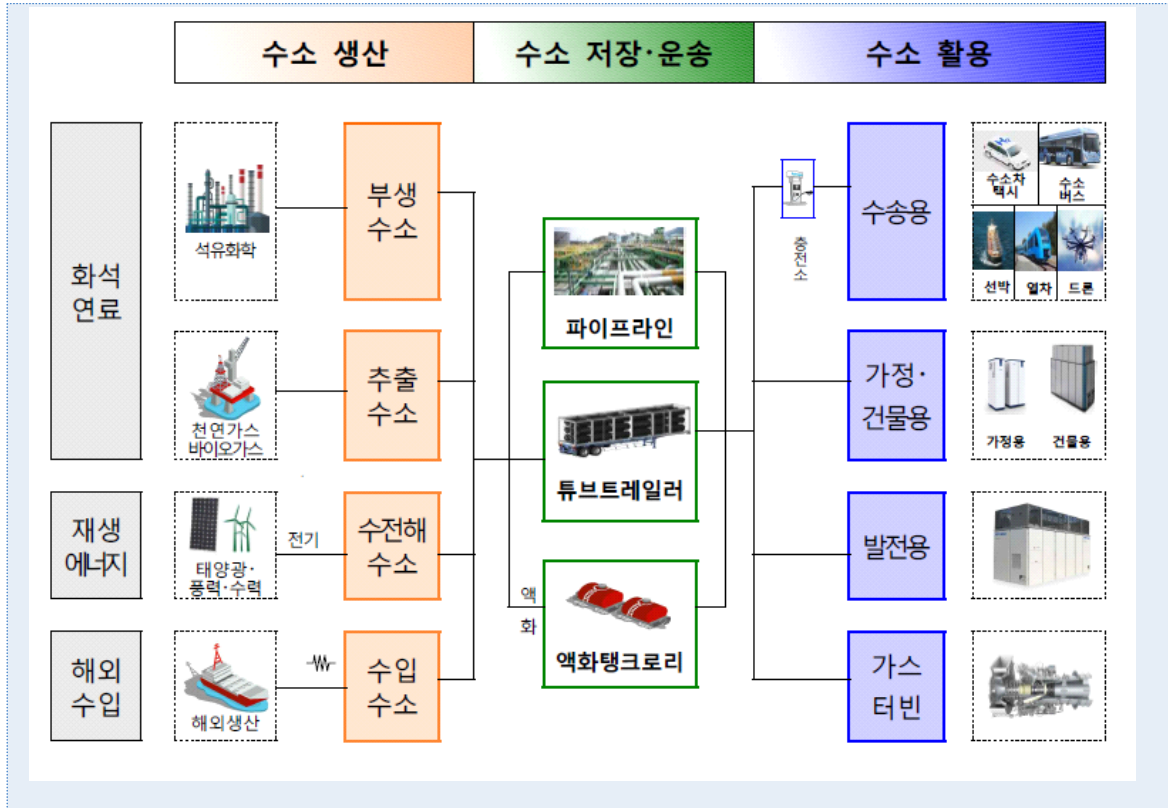 수소 생산
수소 저장·운송
수소 활용
화석
연료
석유화학
부생
수소
천연가스
바이오가스
추출
수소
재생
에너지
태양광·
풍력·수력
전기
수전해
수소
해외
수입
해외생산
수입
수소
파이프라인
튜브트레일러
액
화
액화탱크로리
충전소
수송용
수소차
택시
수소
버스
선박
열차
드론
가정·
건물용
가정용
건물용
발전용
가스
터빈